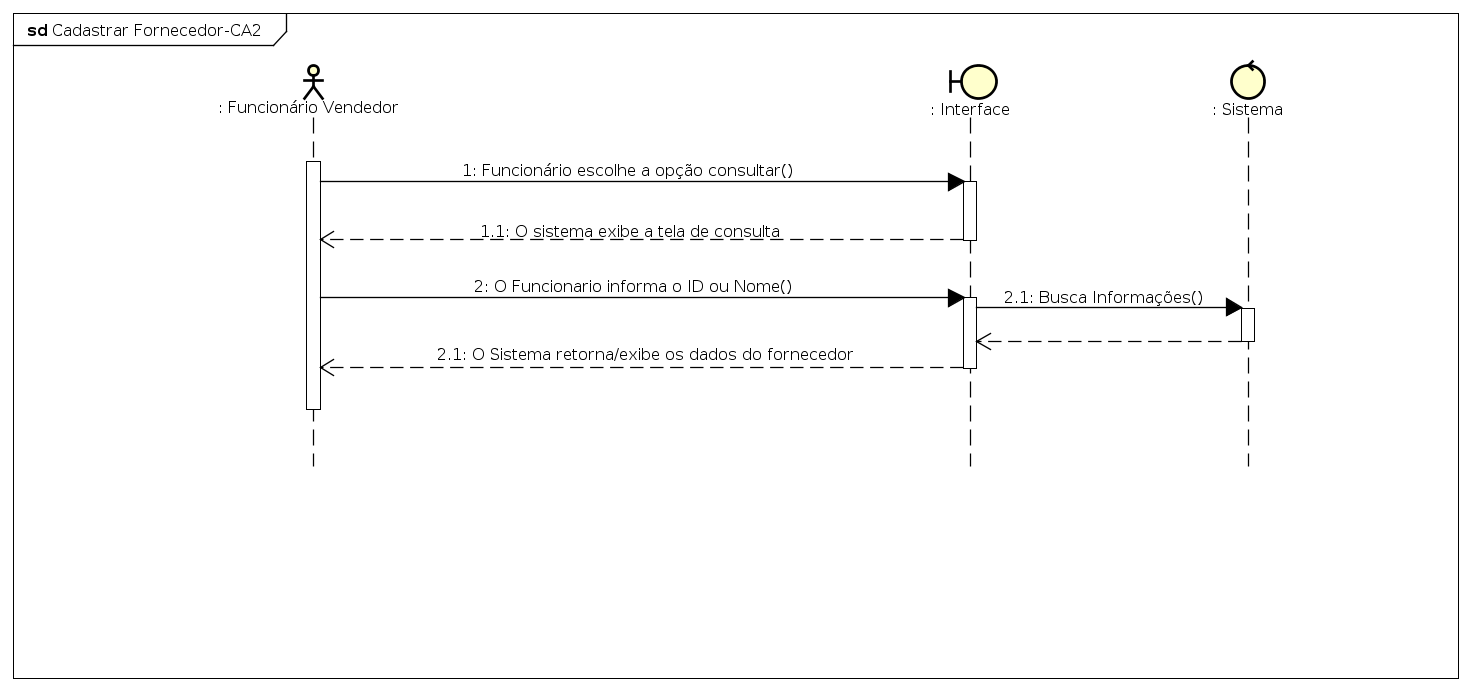 sd Cadastrar Fornecedor-CA2
: Funcionário Vendedor
: Interface
: Sistema
1: Funcionário escolhe a opção consultar()
1.1: O sistema exibe a tela de consulta
2: O Funcionario informa o ID ou Nome()
2.1: Busca Informações()
2.1: O Sistema retorna/exibe os dados do fornecedor